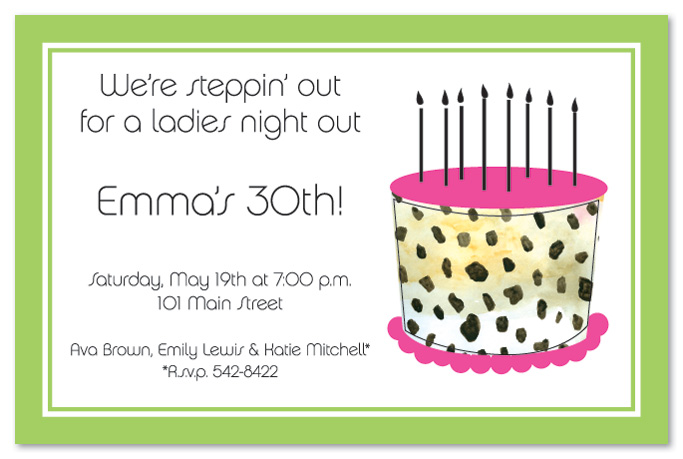 We're steppin' out
for a ladies night out
Emma's 30th!
Saturday, May 19th at 7:00 p.m.
101 Main Street
Ava Brown, Emily Lewis & Katie Mitchell*
*R.s.v.p. 542-8422